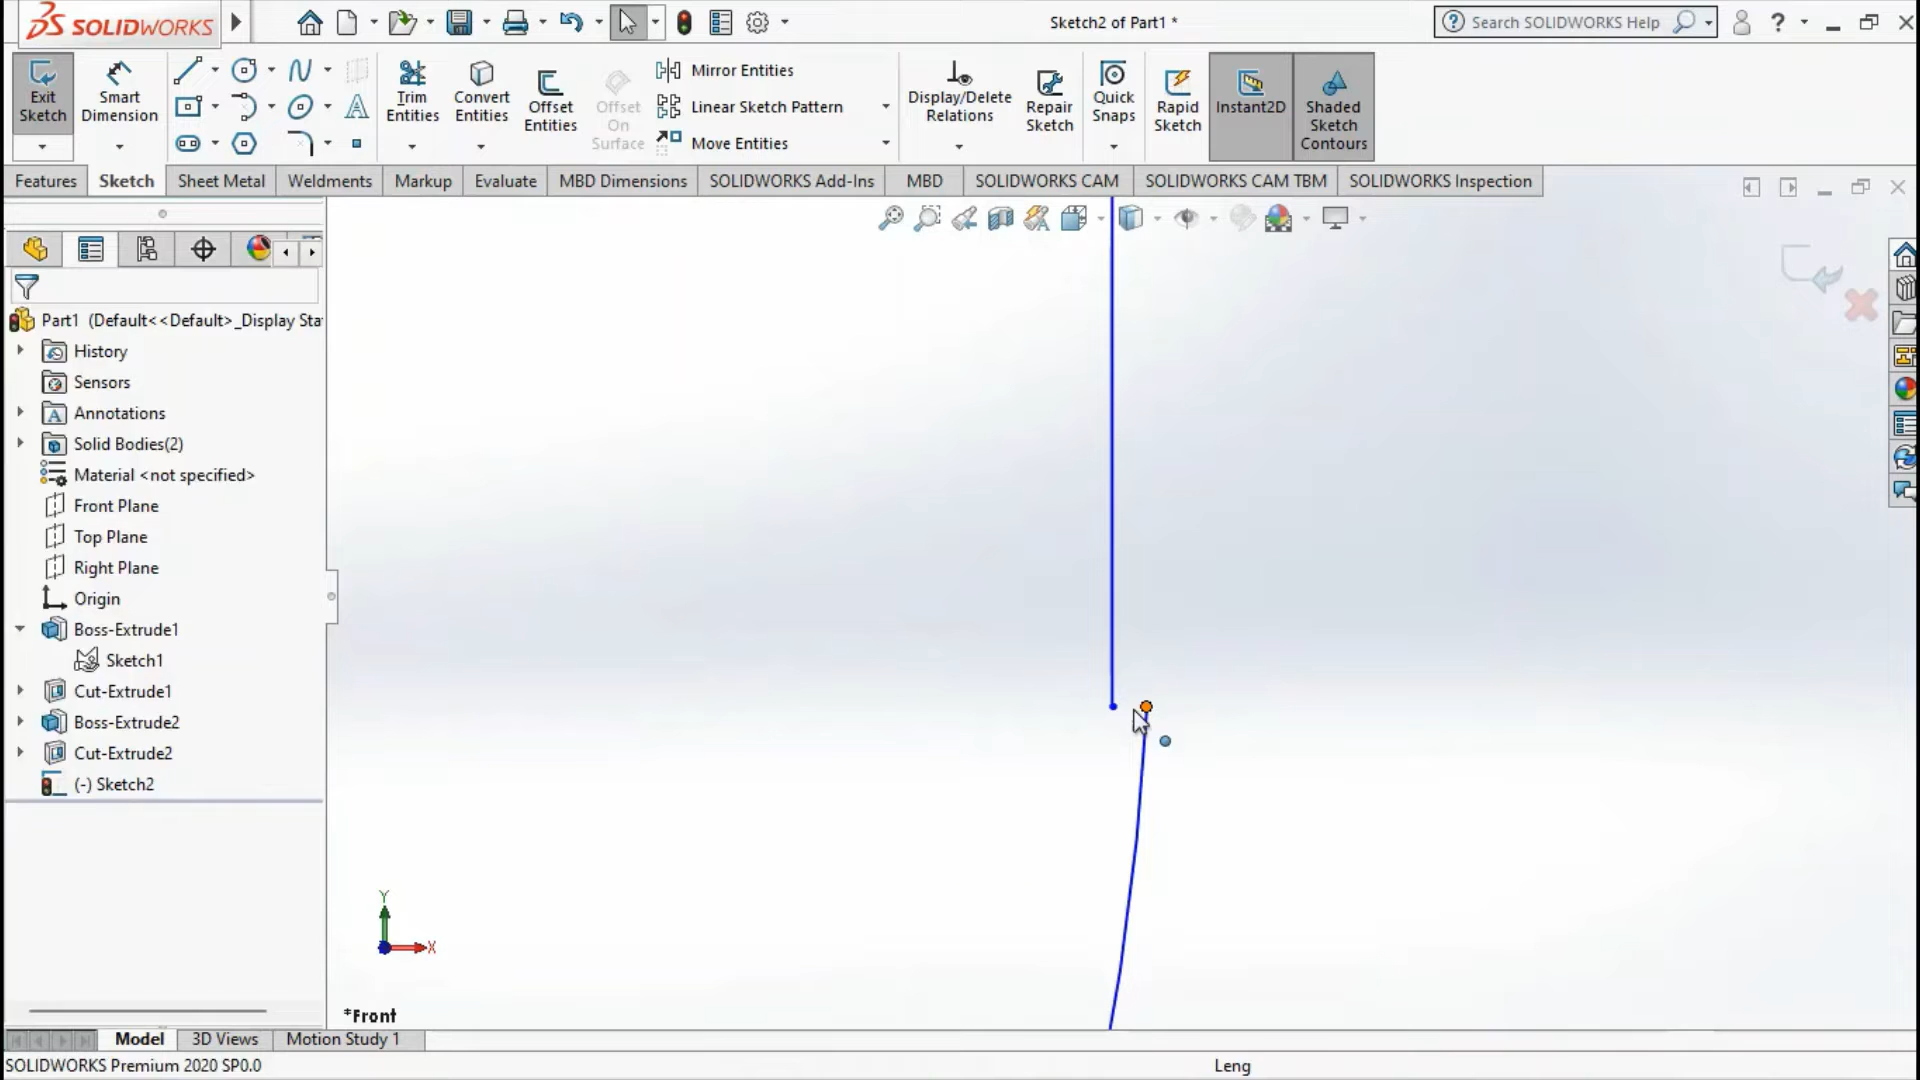 SOLIDWORKS
Sketch2 of Part1 *
Search SOLIDWORKS Help
Exit Sketch
Smart Dimension
Trim Entities
Convert Entities
Offset Entities
Offset On Surface
Mirror Entities
Linear Sketch Pattern
Move Entities
Display/Delete Relations
Repair Sketch
Quick Snaps
Rapid Sketch
Instant2D
Shaded Sketch Contours
Features
Sketch
Sheet Metal
Weldments
Markup
Evaluate
MBD Dimensions
SOLIDWORKS Add-Ins
MBD
SOLIDWORKS CAM
SOLIDWORKS CAM TBM
SOLIDWORKS Inspection
Part1 (Default<<Default>_Display Sta
History
Sensors
Annotations
Solid Bodies(2)
Material <not specified>
Front Plane
Top Plane
Right Plane
Origin
Boss-Extrude1
Sketch1
Cut-Extrude1
Boss-Extrude2
Cut-Extrude2
(-) Sketch2
Y
X
*Front
Model
3D Views
Motion Study 1
SOLIDWORKS Premium 2020 SP0.0
Leng